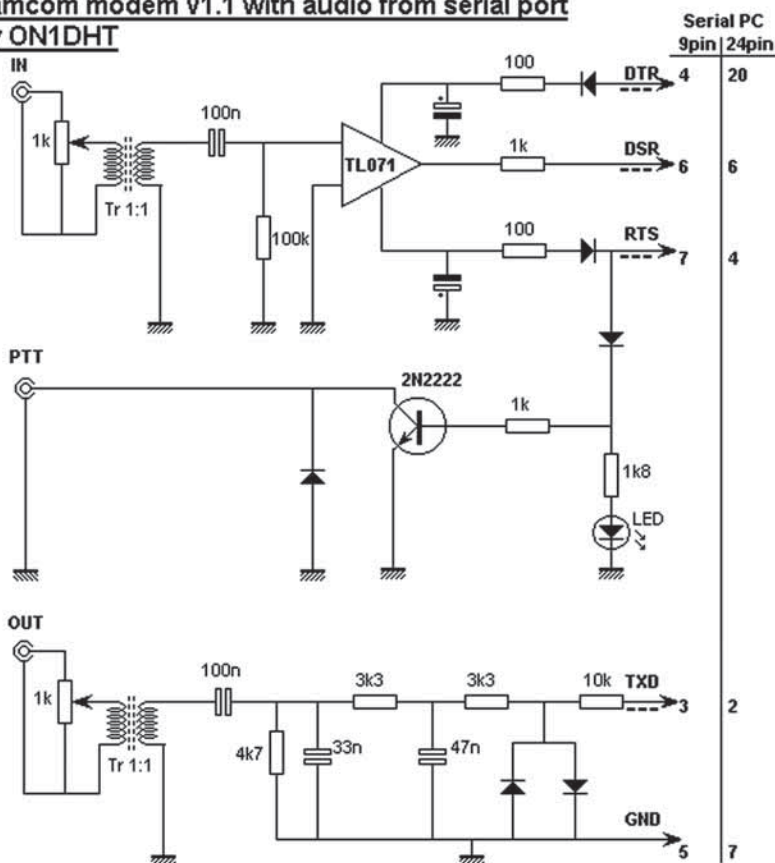 modem v1.1 with audio from serial port
ON1DHT
Serial PC
9pin 24pin
IN
100
DTR 4 20
100n
1k
TL071
1k
DSR 6 6
Tr 1:1
100k
100
RTS 7 4
PTT
2N2222
1k
1k8
LED
OUT
100n
3k3
3k3
10k
TXD 3 2
1k
4k7
33n
47n
Tr 1:1
GND
5 7